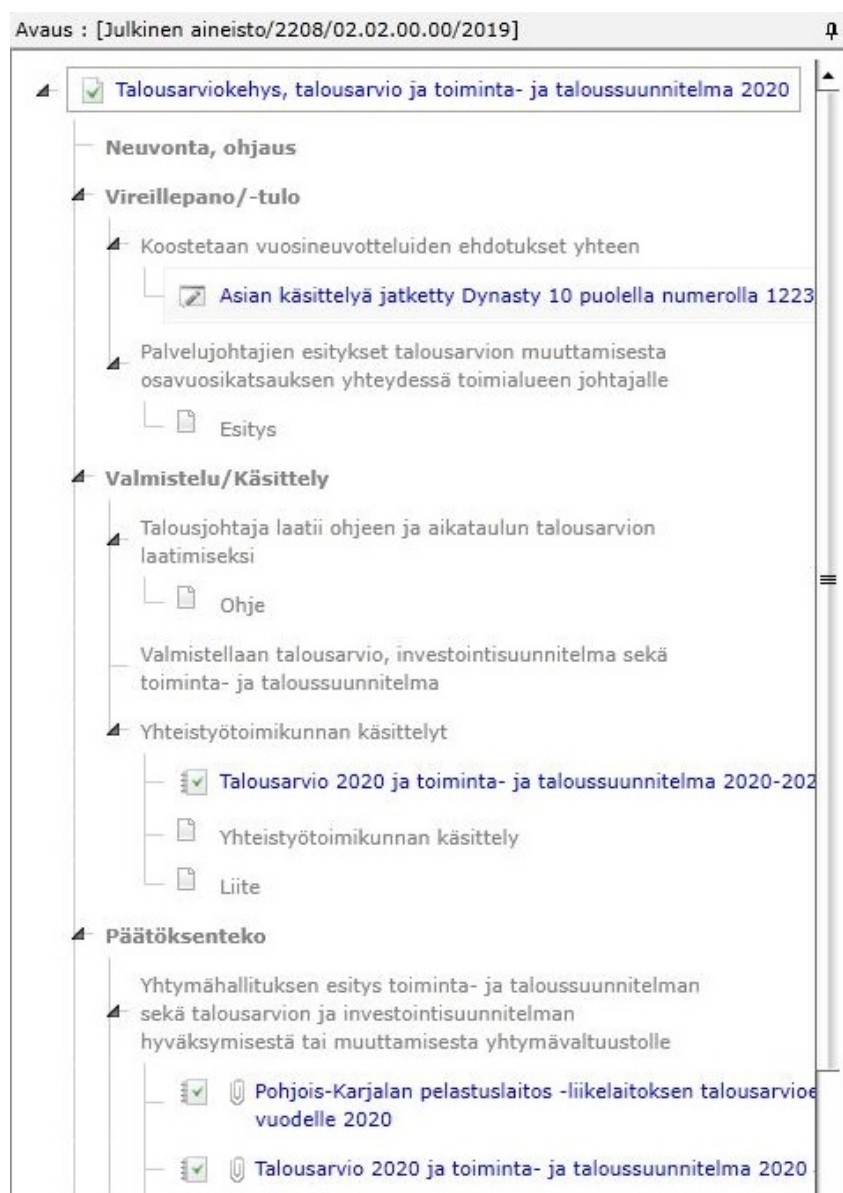 Avaus : [Julkinen aineisto/2208/02.02.00.00/2019]
Talousarviokehys, talousarvio ja toiminta- ja taloussuunnitelma 2020
Neuvonta, ohjaus
Vireillepano/-tulo
Koostetaan vuosineuvotteluiden ehdotukset yhteen
Asian käsittelyä jatketty Dynasty 10 puolella numerolla 1223
Palvelujohtajien esitykset talousarvion muuttamisesta
osavuosikatsauksen yhteydessä toimialueen johtajalle
Esitys
Valmistelu/Käsittely
Talousjohtaja laatii ohjeen ja aikataulun talousarvion
laatimiseksi
Ohje
Valmistellaan talousarvio, investointisuunnitelma sekä
toiminta- ja taloussuunnitelma
Yhteistyötoimikunnan käsittelyt
Talousarvio 2020 ja toiminta- ja taloussuunnitelma 2020-202
Yhteistyötoimikunnan käsittely
Liite
Päätöksenteko
Yhtymähallituksen esitys toiminta- ja taloussuunnitelman
sekä talousarvion ja investointisuunnitelman
hyväksymisestä tai muuttamisesta yhtymävaltuustolle
Pohjois-Karjalan pelastuslaitos -liikelaitoksen talousarvioe
vuodelle 2020
Talousarvio 2020 ja toiminta- ja taloussuunnitelma 2020